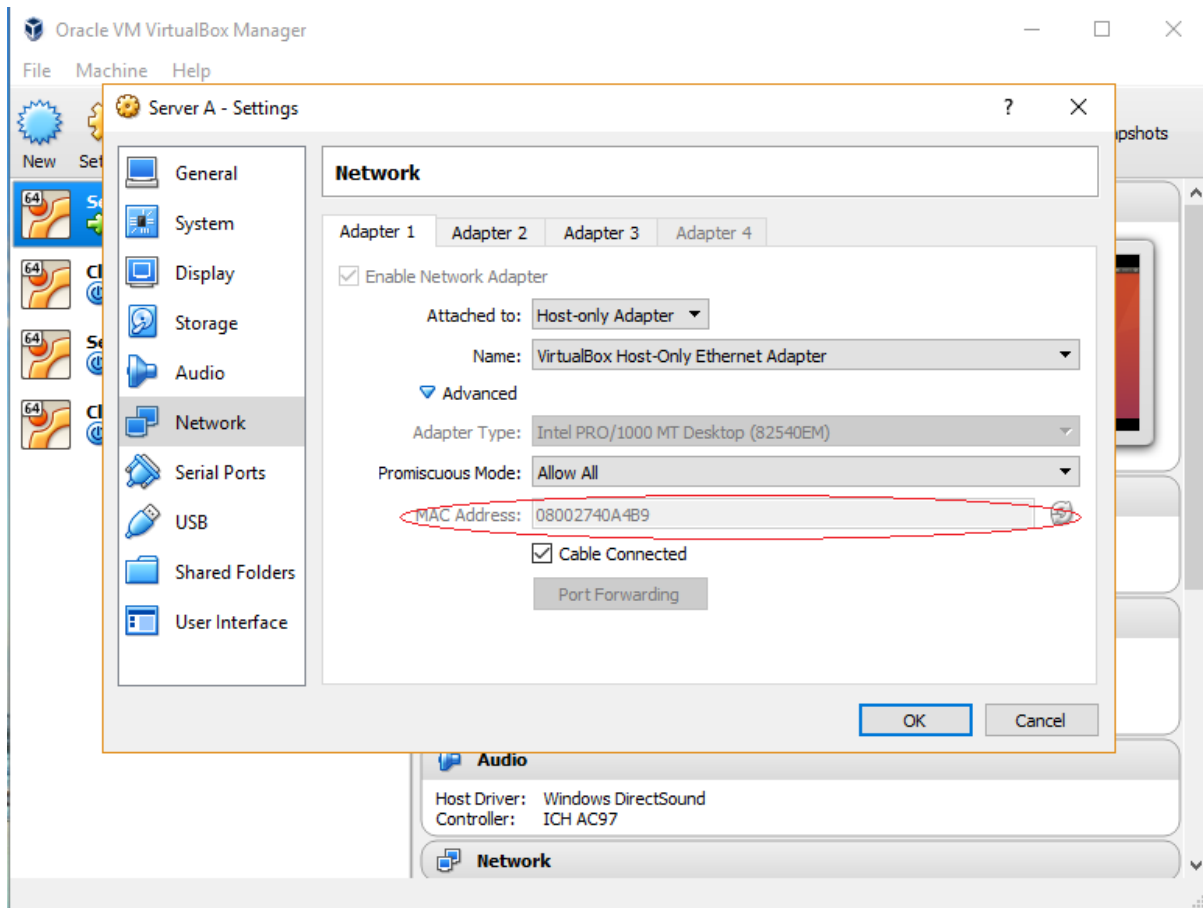 Oracle VM VirtualBox Manager
File Machine Help
Server A - Settings ?
New
General
System
Display
Storage
Audio
Network
Serial Ports
USB
Shared Folders
User Interface
Network
Adapter 1 Adapter 2 Adapter 3 Adapter 4
Enable Network Adapter
Attached to: Host-only Adapter
Name: VirtualBox Host-Only Ethernet Adapter
Advanced
Adapter Type: Intel PRO/1000 MT Desktop (82540EM)
Promiscuous Mode: Allow All
MAC Address: 08002740A4B9
Cable Connected
Port Forwarding
OK Cancel
64
64
64
64
Audio
Host Driver: Windows DirectSound
Controller: ICH AC97
Network